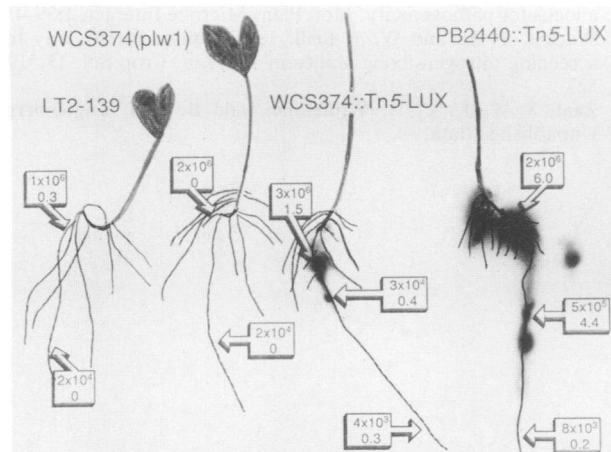 WCS374(plw1)
PB2440::Tn5-LUX
LT2-139
WCS374::Tn5-LUX
1x10⁶
0.3
2x10⁶
0
3x10⁶
1.5
2x10⁶
6.0
3x10⁴
0.4
5x10⁵
4.4
2x10⁴
0
2x10⁴
0
4x10³
0.3
8x10³
0.2